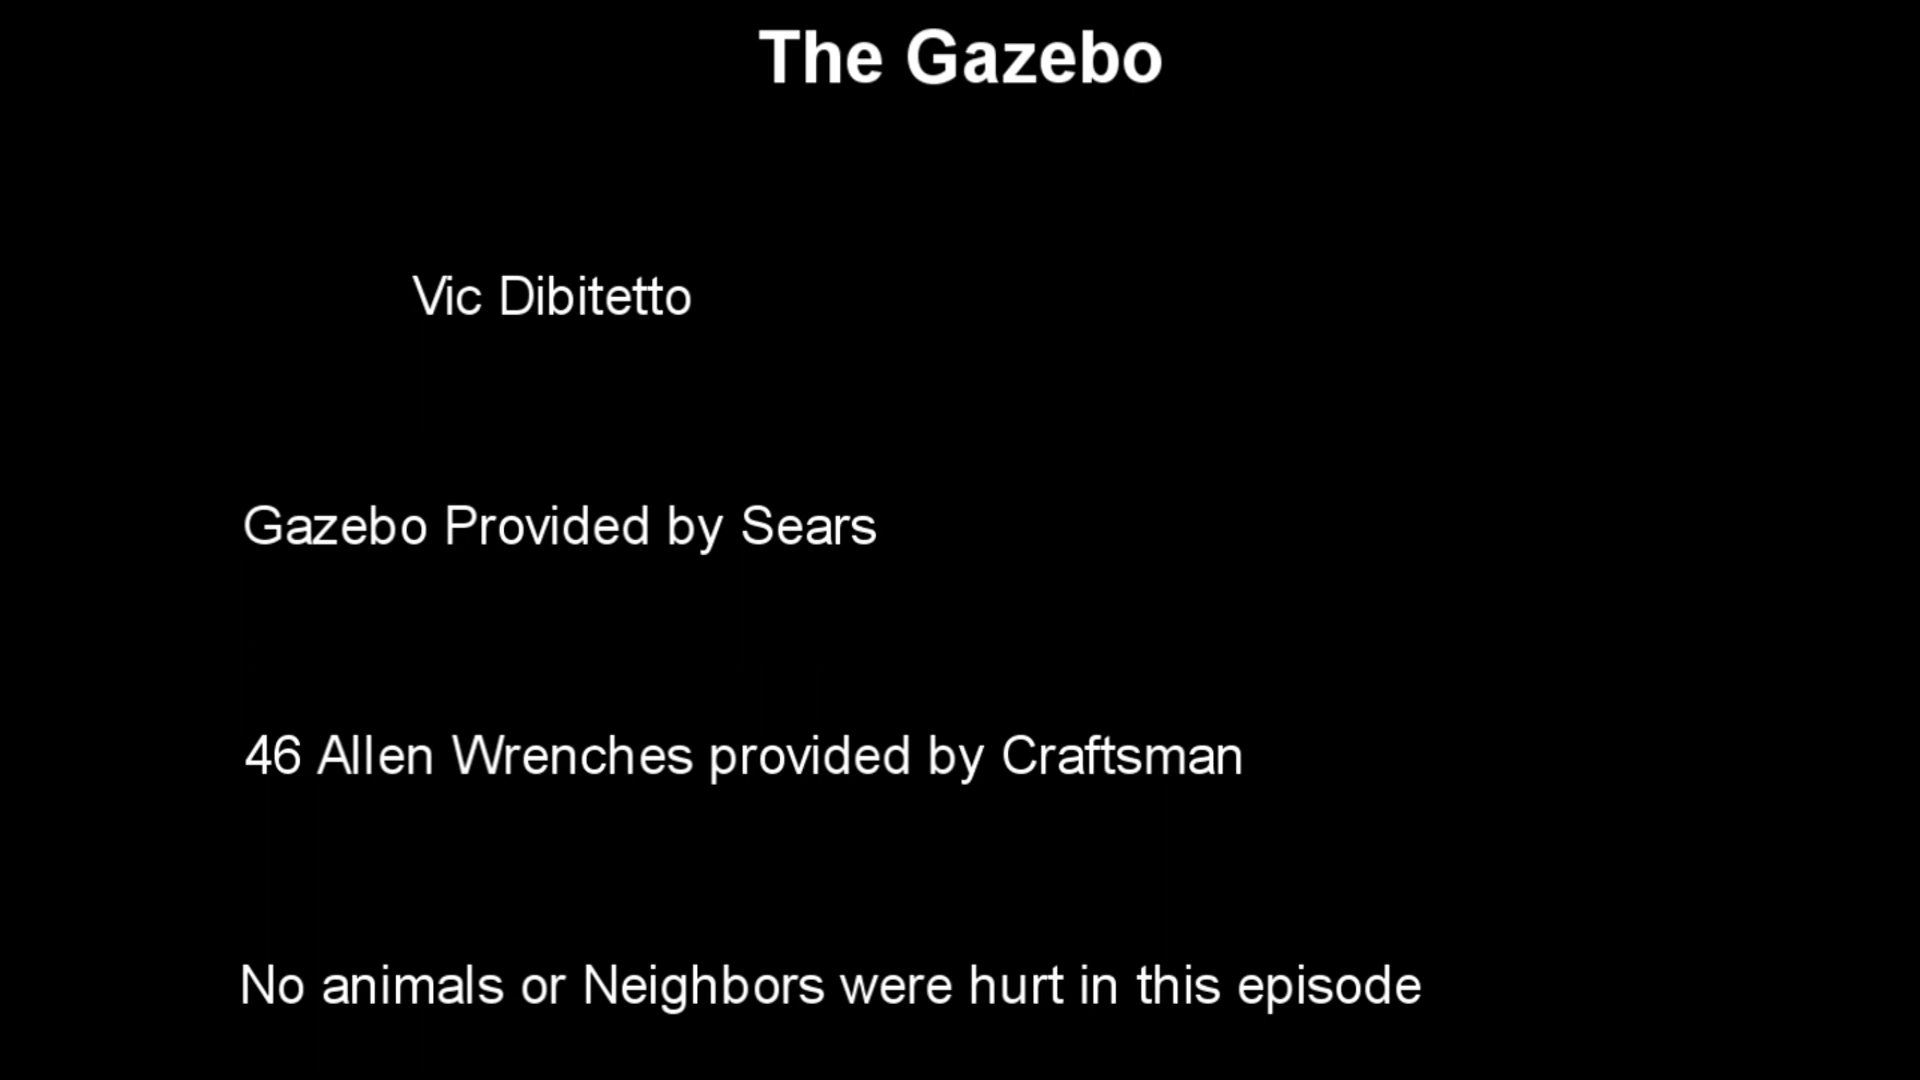 The Gazebo
Vic Dibitetto
Gazebo Provided by Sears
46 Allen Wrenches provided by Craftsman
No animals or Neighbors were hurt in this episode